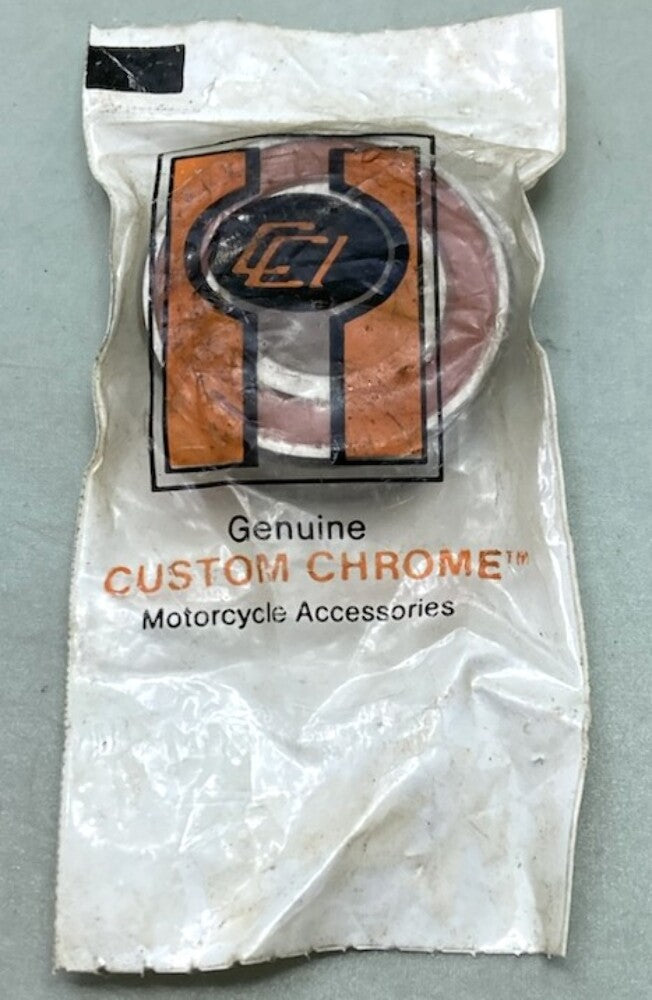 CCI
Genuine
CUSTOM CHROME™
Motorcycle Accessories